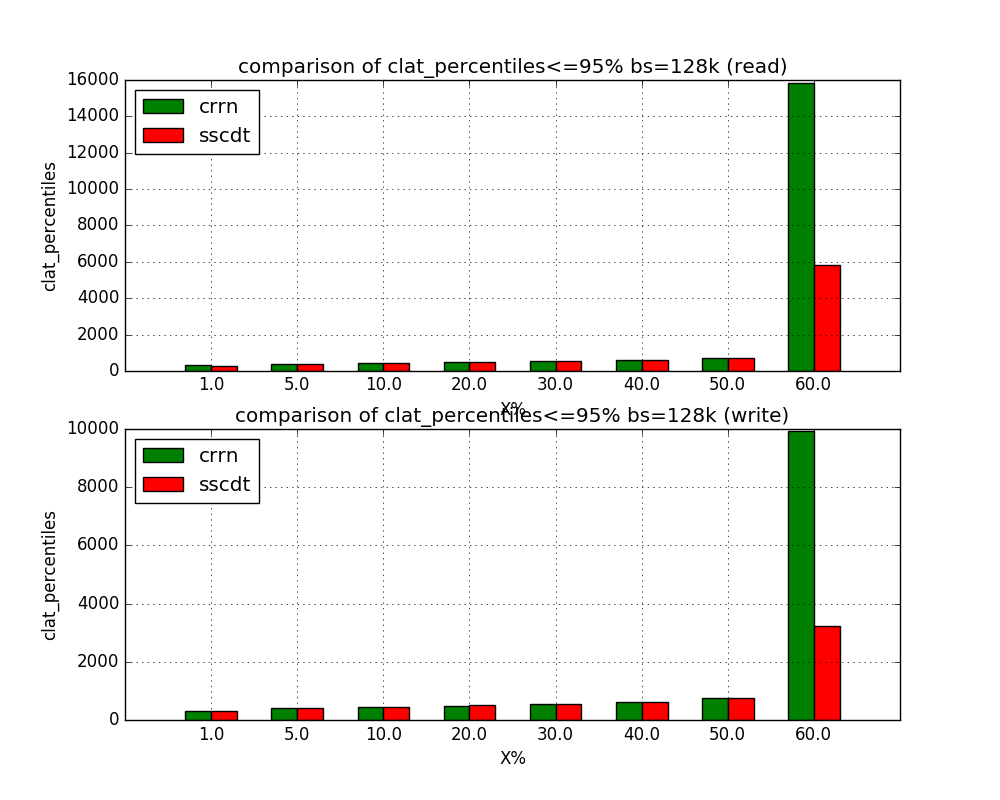 comparison of clat_percentiles<=95% bs=128k (read)
16000
14000
12000
10000
8000
6000
4000
2000
0
clat_percentiles
crrn
sscdt
1.0 5.0 10.0 20.0 30.0 40.0 50.0 60.0
X%
comparison of clat_percentiles<=95% bs=128k (write)
10000
8000
6000
4000
2000
0
clat_percentiles
crrn
sscdt
1.0 5.0 10.0 20.0 30.0 40.0 50.0 60.0
X%